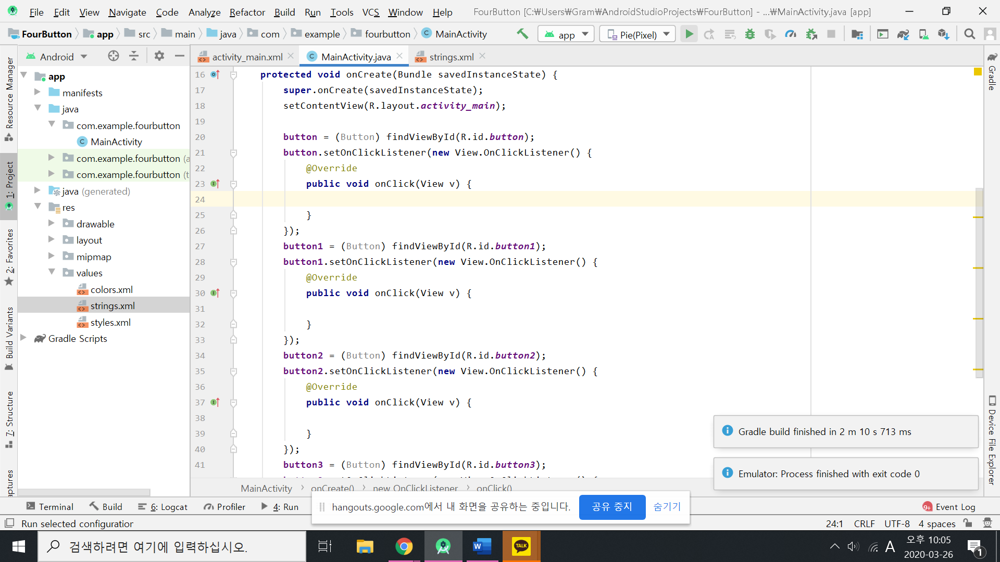 File Edit View Navigate Code Analyze Refactor Build Run Tools VCS Window Help FourButton [C:₩Users₩Gram₩AndroidStudioProjects₩FourButton] - ...₩MainActivity.java [app]
FourButton app src main java com example fourbutton MainActivity app Pie(Pixel)
Android activity_main.xml MainActivity.java strings.xml
Resource Manager
1: Project
2: Favorites
Build Variants
7: Structure
app
manifests
java
com.example.fourbutton
MainActivity
com.example.fourbutton (a
com.example.fourbutton (t
java (generated)
res
drawable
layout
mipmap
values
colors.xml
strings.xml
styles.xml
Gradle Scripts
16 protected void onCreate(Bundle savedInstanceState) {
17 super.onCreate(savedInstanceState);
18 setContentView(R.layout.activity_main);
19
20 button = (Button) findViewById(R.id.button);
21 button.setOnClickListener(new View.OnClickListener() {
22 @Override
23 public void onClick(View v) {
24
25 }
26 });
27 button1 = (Button) findViewById(R.id.button1);
28 button1.setOnClickListener(new View.OnClickListener() {
29 @Override
30 public void onClick(View v) {
31
32 }
33 });
34 button2 = (Button) findViewById(R.id.button2);
35 button2.setOnClickListener(new View.OnClickListener() {
36 @Override
37 public void onClick(View v) {
38
39 }
40 });
41 button3 = (Button) findViewById(R.id.button3);
MainActivity onCreate() new OnClickListener onClick()
Gradle
Device File Explorer
Gradle build finished in 2 m 10 s 713 ms
Emulator: Process finished with exit code 0
Terminal Build 6: Logcat Profiler 4: Run 9+ Event Log
hangouts.google.com에서 내 화면을 공유하는 중입니다. 공유 중지 숨기기
Run selected configuration 24:1 CRLF UTF-8 4 spaces
검색하려면 여기에 입력하십시오. W TALK A 오후 10:05
2020-03-26 1